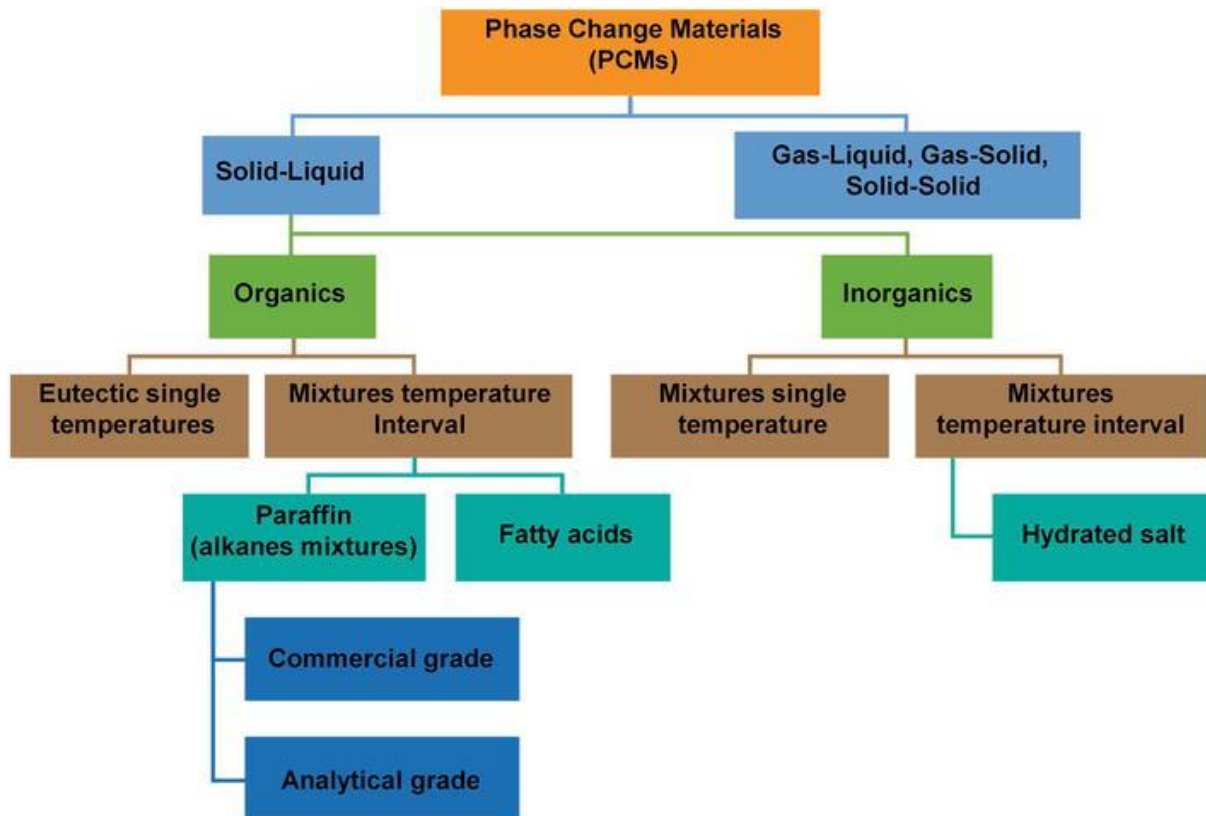 Phase Change Materials
(PCMs)
Solid-Liquid
Gas-Liquid, Gas-Solid,
Solid-Solid
Organics
Inorganics
Eutectic single
temperatures
Mixtures temperature
Interval
Mixtures single
temperature
Mixtures
temperature interval
Paraffin
(alkanes mixtures)
Fatty acids
Hydrated salt
Commercial grade
Analytical grade